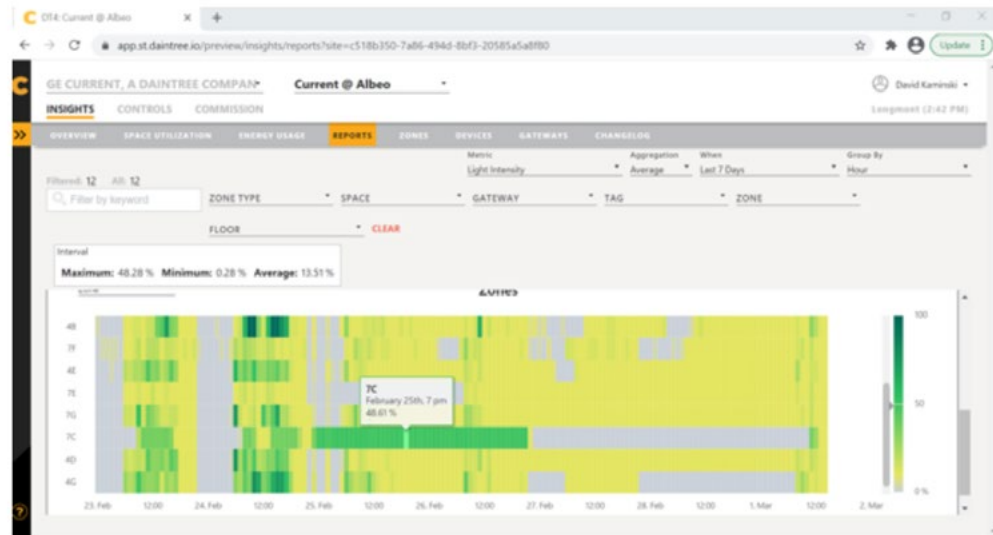 DT4: Current @ Albeo
app.st.daintree.io/preview/insights/reports?site=c518b350-7a86-494d-8bf3-20585a5a8f80
Update
GE CURRENT, A DAINTREE COMPAN
Current @ Albeo
David Kaminski
INSIGHTS CONTROLS COMMISSION
Longmont (2:42 PM)
OVERVIEW SPACE UTILIZATION ENERGY USAGE REPORTS ZONES DEVICES GATEWAYS CHANGELOG
Metric Aggregation When Group By
Light Intensity Average Last 7 Days Hour
Filtered: 12 All: 12
Filter by keyword ZONE TYPE SPACE GATEWAY TAG ZONE
FLOOR CLEAR
Interval
Maximum: 48.28 % Minimum: 0.28 % Average: 13.51 %
Zones
4B
7F
4E
7E
7G
7C
4D
4G
7C
February 25th, 7 pm
48.61 %
100
50
0 %
23. Feb 12:00 24. Feb 12:00 25. Feb 12:00 26. Feb 12:00 27. Feb 12:00 28. Feb 12:00 1. Mar 12:00 2. Mar
?